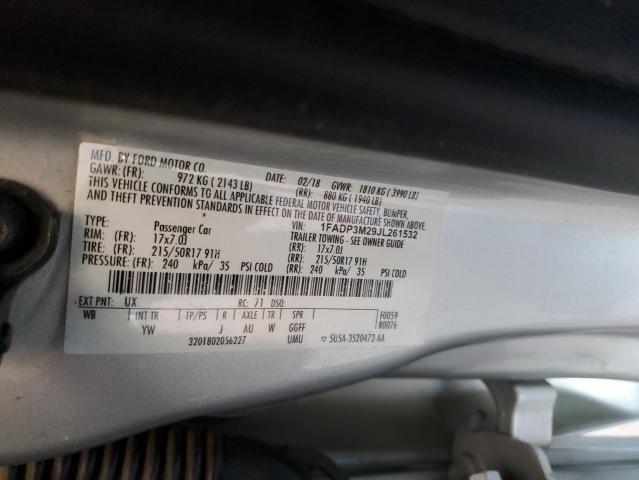 MFD. BY FORD MOTOR CO.
02/18 GVWR: 1810 KG ( 3990 LB)
GAWR: (FR): 972 KG ( 2143 LB) (RR): 880 KG ( 1940 LB)
THIS VEHICLE CONFORMS TO ALL APPLICABLE FEDERAL MOTOR VEHICLE SAFETY, BUMPER,
AND THEFT PREVENTION STANDARDS IN EFFECT ON THE DATE OF MANUFACTURE SHOWN ABOVE.
VIN: 1FADP3M29JL261532
TYPE: Passenger Car TRAILER TOWING - SEE OWNER GUIDE
RIM: (FR): 17x7.0J (RR): 17x7.0J
TIRE: (FR): 215/50R17 91H (RR): 215/50R17 91H
PRESSURE: (FR): 240 kPa/ 35 PSI COLD (RR): 240 kPa/ 35 PSI COLD
EXT PNT: UX RC: 71 DSO:
WB INT TR TP/PS R AXLE TR SPR F0059
YW J AU W GGFF R0076
3201802056227 UMU ▽ 5U5A-3520472-AA